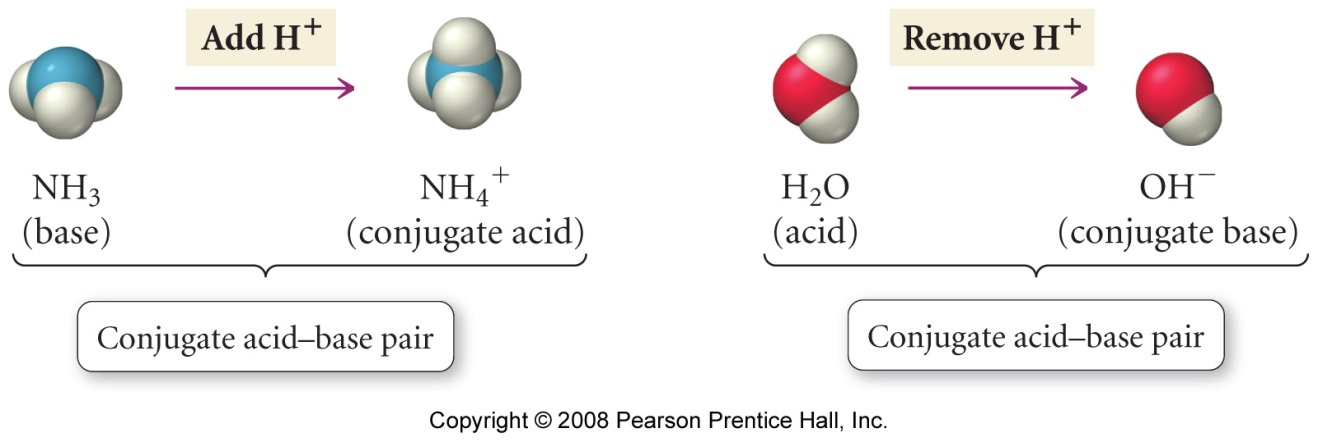 Add H⁺
Remove H⁺
NH₃
(base)
NH₄⁺
(conjugate acid)
H₂O
(acid)
OH⁻
(conjugate base)
Conjugate acid–base pair
Conjugate acid–base pair
Copyright © 2008 Pearson Prentice Hall, Inc.